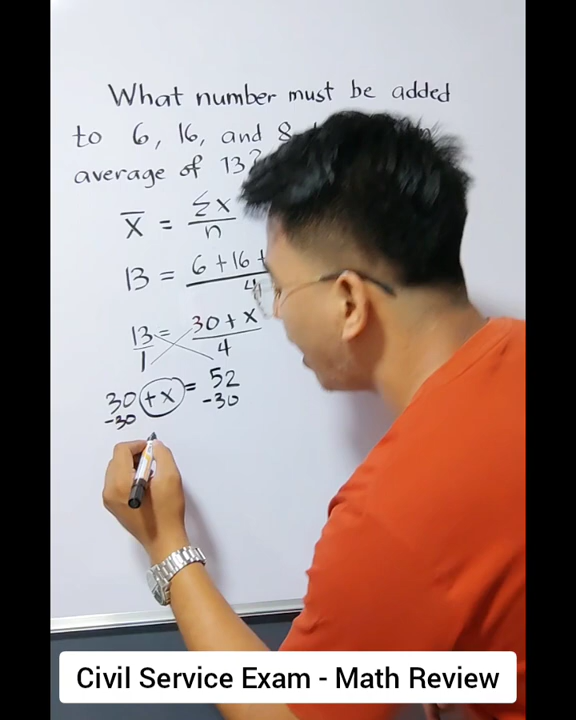 What number must be added
to 6, 16, and 8
average of 13?
x̄ = Σx/n
13 = 6+16+/4
13/1 = 30+x/4
30 +x = 52
-30 -30
Civil Service Exam - Math Review